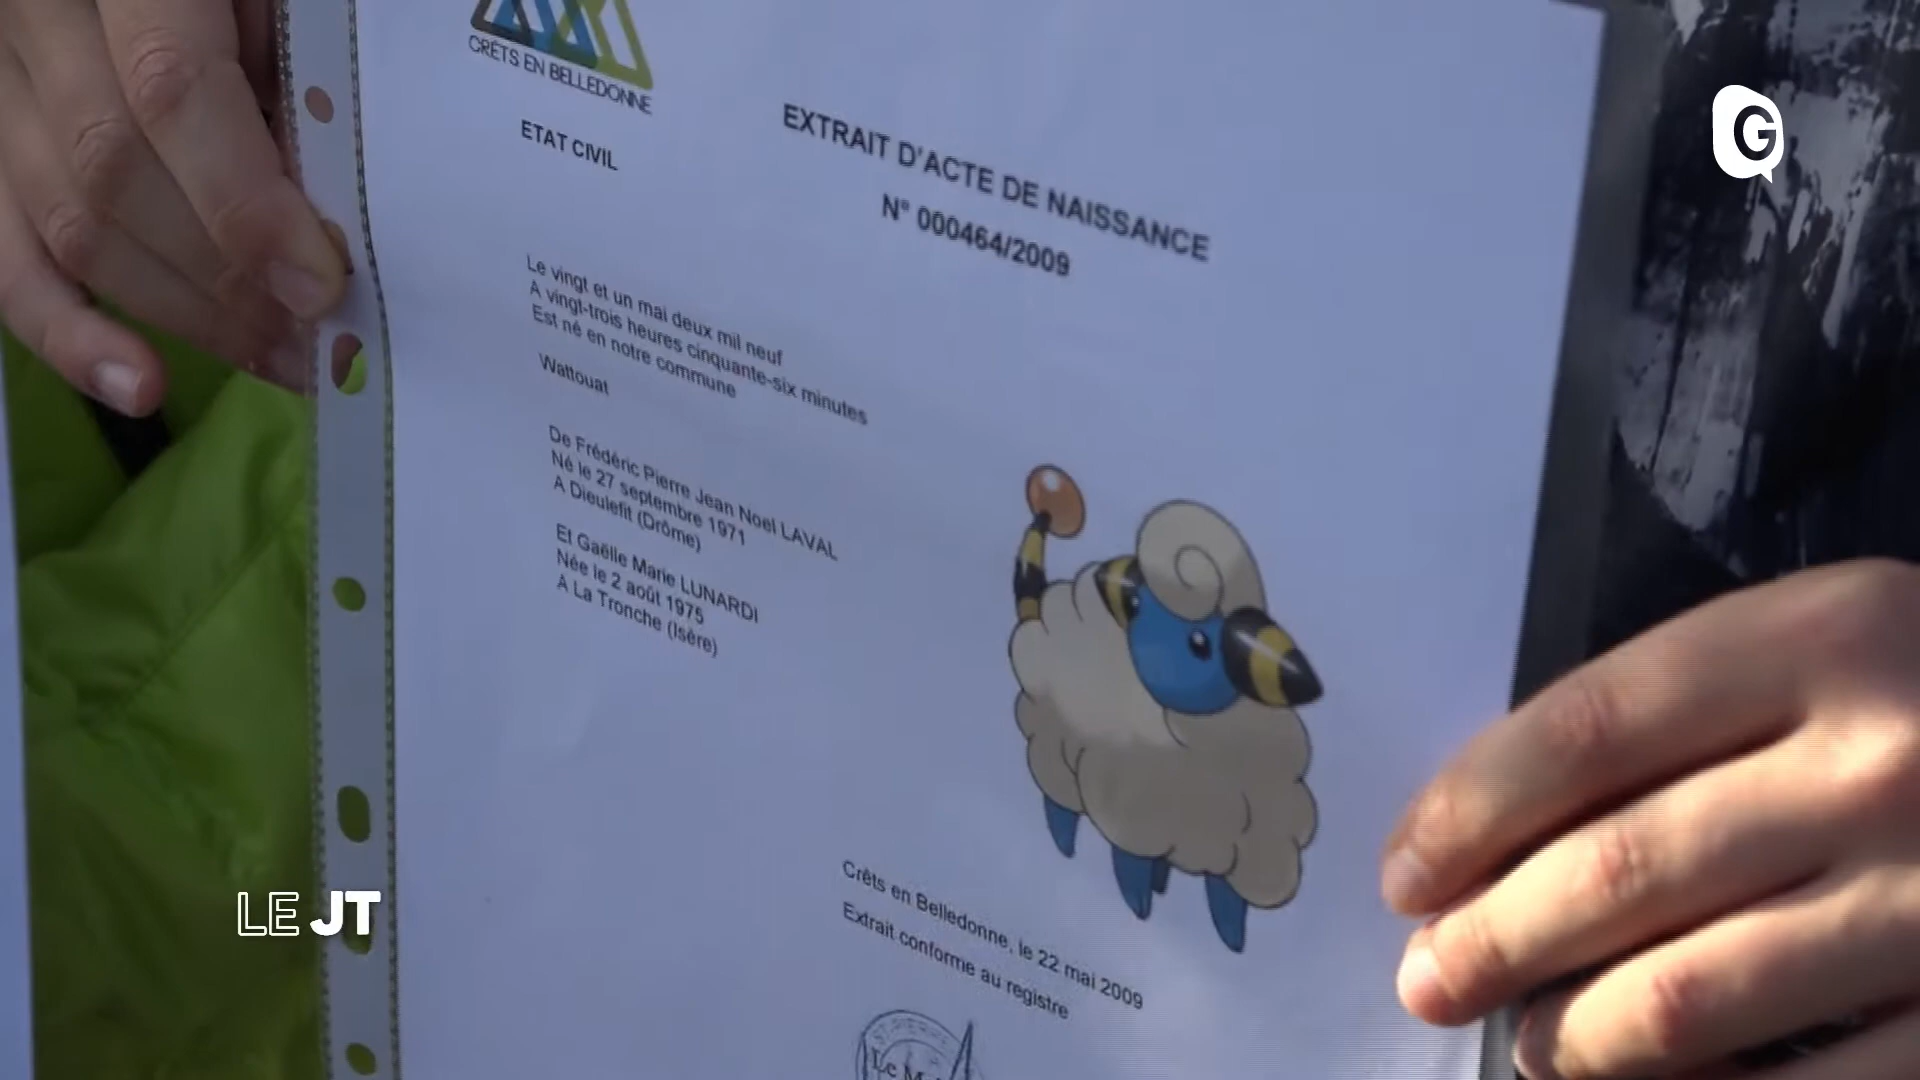 CRÊTS EN BELLEDONNE
ETAT CIVIL
EXTRAIT D'ACTE DE NAISSANCE
N° 000464/2009
Le vingt et un mai deux mil neuf
A vingt-trois heures cinquante-six minutes
Est né en notre commune
Wattouat
De Frédéric Pierre Jean Noel LAVAL
Né le 27 septembre 1971
A Dieulefit (Drôme)
Et Gaëlle Marie LUNARDI
Née le 2 août 1975
A La Tronche (Isère)
Crêts en Belledonne, le 22 mai 2009
Extrait conforme au registre
Le
G
LE JT